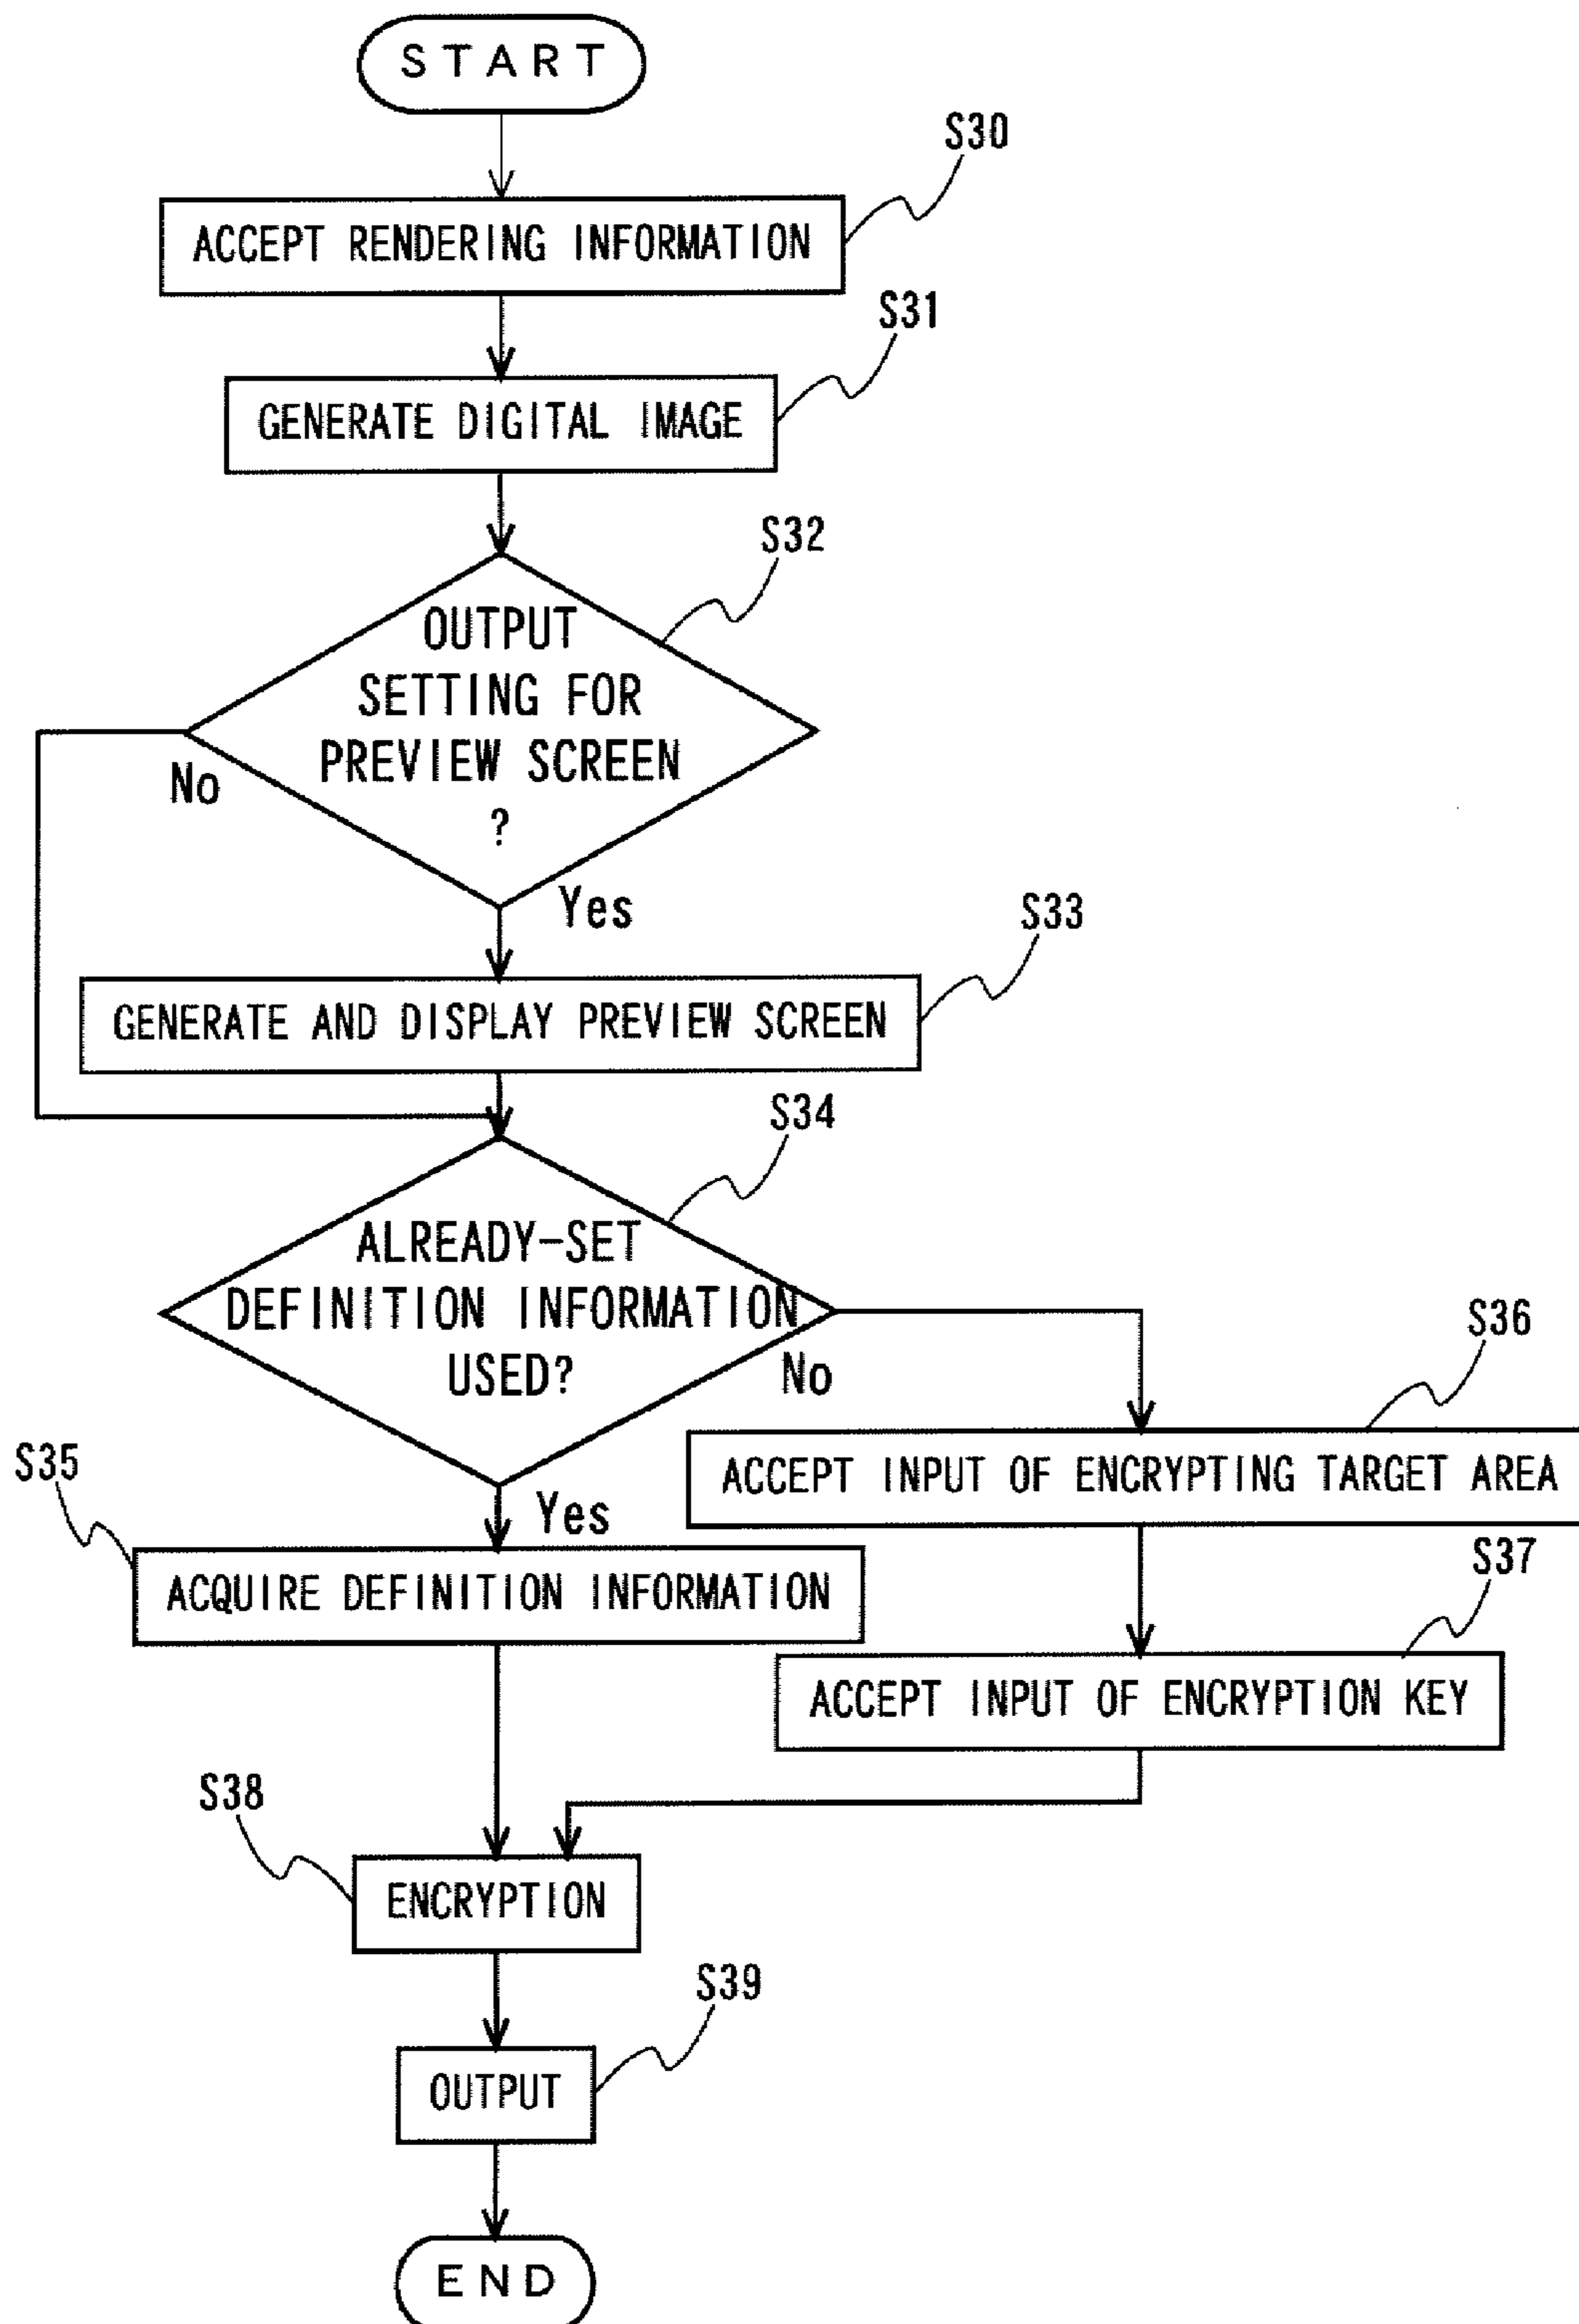 START
S30
ACCEPT RENDERING INFORMATION
S31
GENERATE DIGITAL IMAGE
S32
OUTPUT
SETTING FOR
PREVIEW SCREEN
?
No
Yes
S33
GENERATE AND DISPLAY PREVIEW SCREEN
S34
ALREADY-SET
DEFINITION INFORMATION
USED?
No
Yes
S36
ACCEPT INPUT OF ENCRYPTING TARGET AREA
S35
ACQUIRE DEFINITION INFORMATION
S37
ACCEPT INPUT OF ENCRYPTION KEY
S38
ENCRYPTION
S39
OUTPUT
END